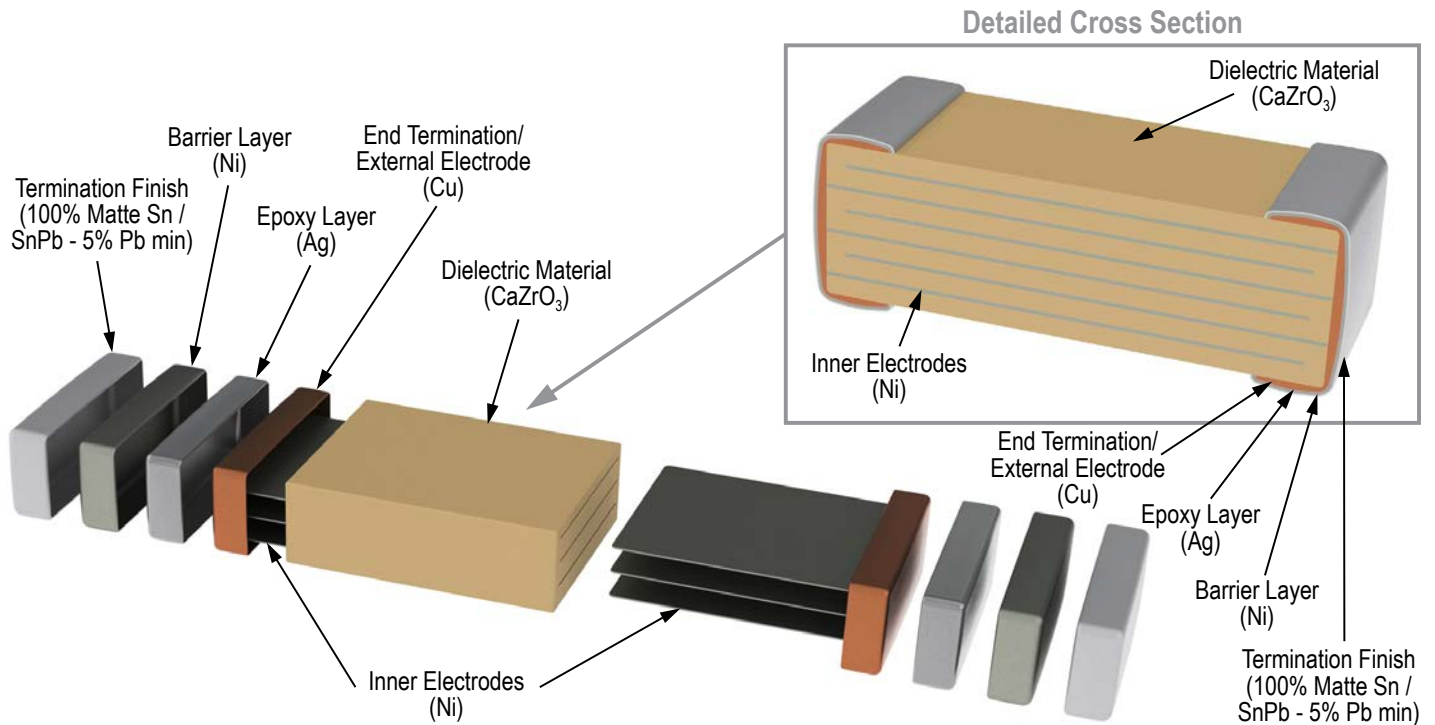 Detailed Cross Section
Dielectric Material
(CaZrO₃)
Barrier Layer
(Ni)
End Termination/
External Electrode
(Cu)
Termination Finish
(100% Matte Sn /
SnPb - 5% Pb min)
Epoxy Layer
(Ag)
Dielectric Material
(CaZrO₃)
Inner Electrodes
(Ni)
End Termination/
External Electrode
(Cu)
Epoxy Layer
(Ag)
Barrier Layer
(Ni)
Termination Finish
(100% Matte Sn /
SnPb - 5% Pb min)
Inner Electrodes
(Ni)